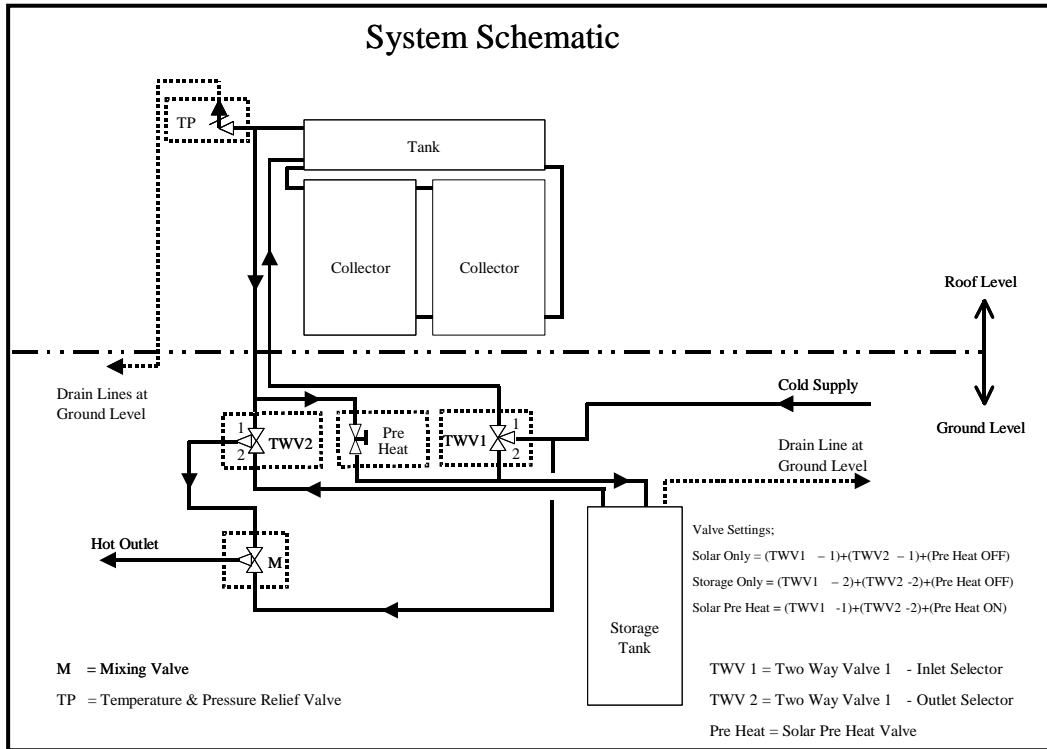 System Schematic
TP
Tank
Collector
Collector
Roof Level
Drain Lines at
Ground Level
Cold Supply
Ground Level
1
TWV2
2
Pre
Heat
1
TWV1
2
Drain Line at
Ground Level
Hot Outlet
M
Storage
Tank
Valve Settings;
Solar Only = (TWV1 – 1)+(TWV2 – 1)+(Pre Heat OFF)
Storage Only = (TWV1 – 2)+(TWV2 -2)+(Pre Heat OFF)
Solar Pre Heat = (TWV1 -1)+(TWV2 -2)+(Pre Heat ON)
M = Mixing Valve
TP = Temperature & Pressure Relief Valve
TWV 1 = Two Way Valve 1 - Inlet Selector
TWV 2 = Two Way Valve 1 - Outlet Selector
Pre Heat = Solar Pre Heat Valve